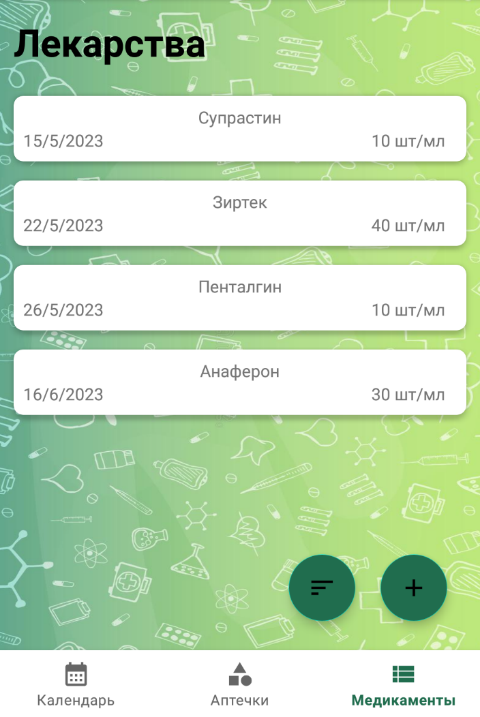 Лекарства
Супрастин
15/5/2023 10 шт/мл
Зиртек
22/5/2023 40 шт/мл
Пенталгин
26/5/2023 10 шт/мл
Анаферон
16/6/2023 30 шт/мл
Календарь Аптечки Медикаменты